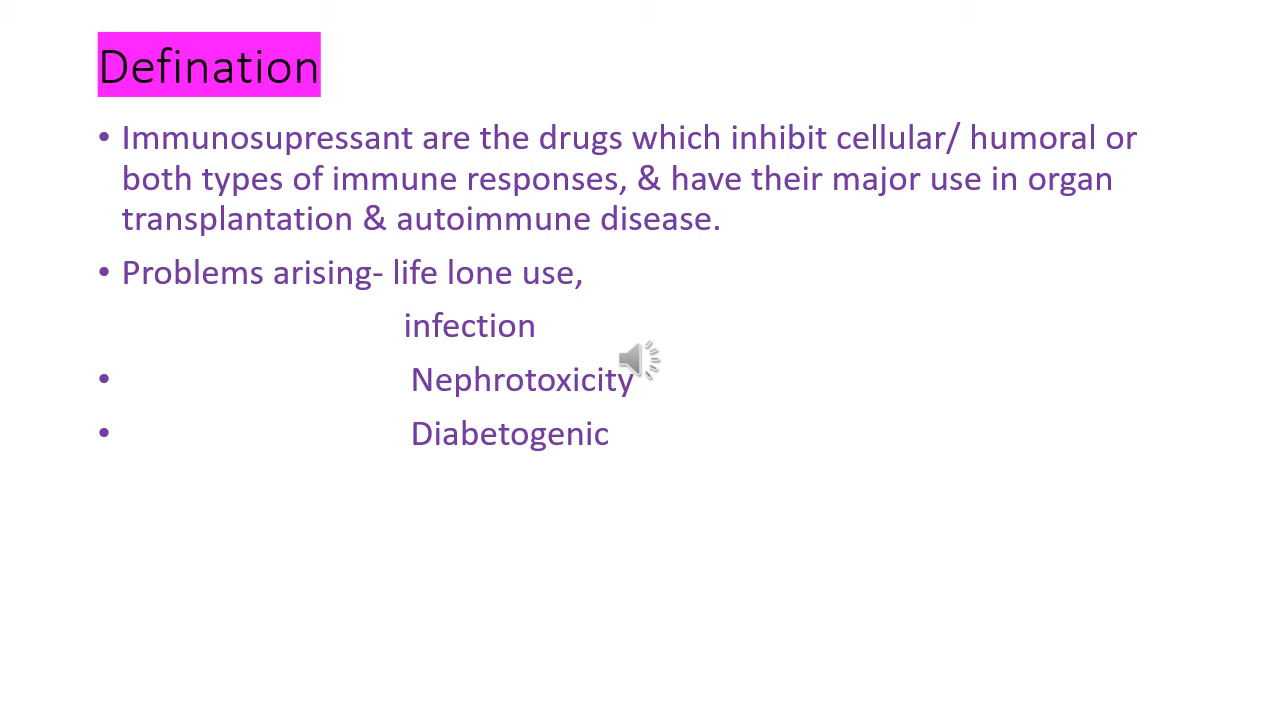 Defination
• Immunosupressant are the drugs which inhibit cellular/ humoral or
both types of immune responses, & have their major use in organ
transplantation & autoimmune disease.
• Problems arising- life lone use,
infection
• Nephrotoxicity
• Diabetogenic